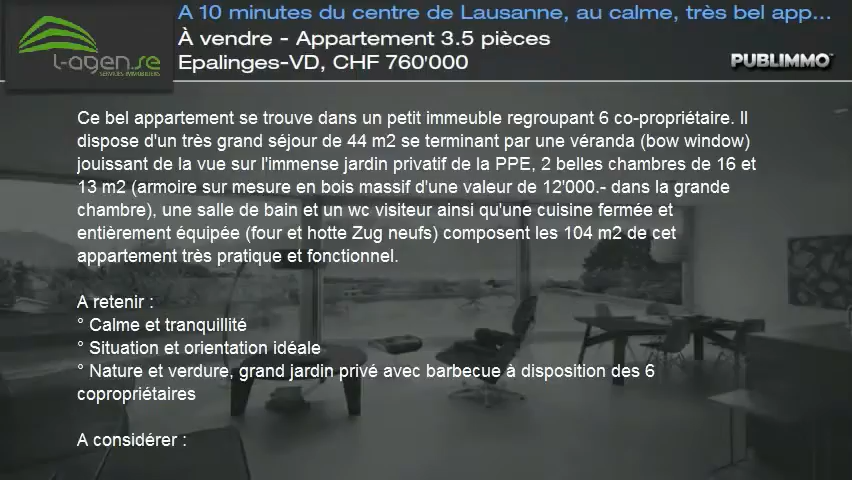 A 10 minutes du centre de Lausanne, au calme, très bel app...
À vendre - Appartement 3.5 pièces
Epalinges-VD, CHF 760'000
l-agen.se
SERVICES IMMOBILIERS
PUBLIMMO
Ce bel appartement se trouve dans un petit immeuble regroupant 6 co-propriétaire. Il
dispose d'un très grand séjour de 44 m2 se terminant par une véranda (bow window)
jouissant de la vue sur l'immense jardin privatif de la PPE, 2 belles chambres de 16 et
13 m2 (armoire sur mesure en bois massif d'une valeur de 12'000.- dans la grande
chambre), une salle de bain et un wc visiteur ainsi qu'une cuisine fermée et
entièrement équipée (four et hotte Zug neufs) composent les 104 m2 de cet
appartement très pratique et fonctionnel.
A retenir :
° Calme et tranquillité
° Situation et orientation idéale
° Nature et verdure, grand jardin privé avec barbecue à disposition des 6
copropriétaires
A considérer :